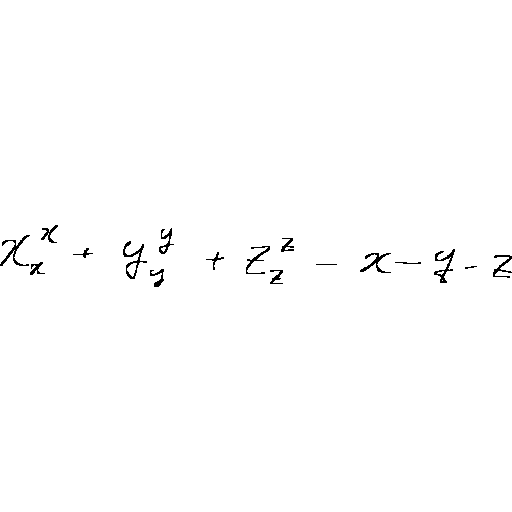 x_x^x + y_y^y + z_z^z - x - y - z